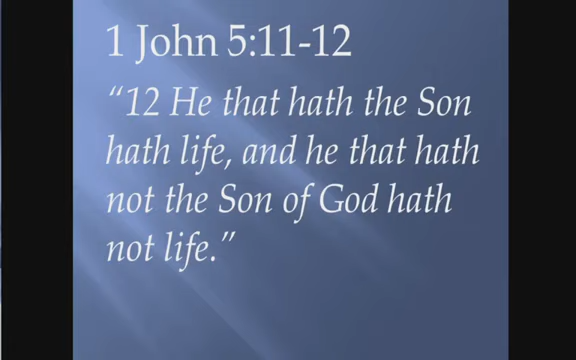 1 John 5:11-12
“12 He that hath the Son
hath life, and he that hath
not the Son of God hath
not life.”